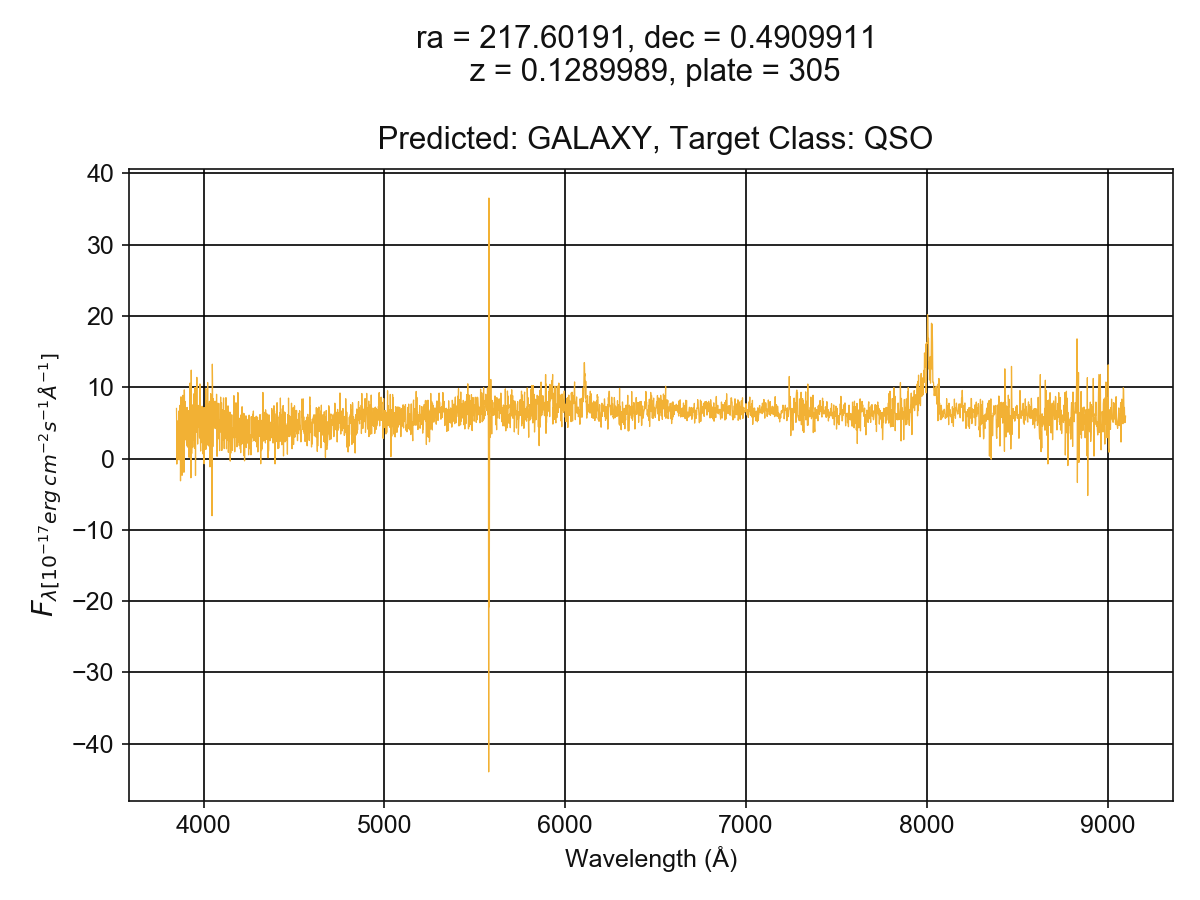 ra = 217.60191, dec = 0.4909911
z = 0.1289989, plate = 305
Predicted: GALAXY, Target Class: QSO
40
30
20
10
0
−10
−20
−30
−40
F_{λ[10^{−17}erg cm^{−2}s^{−1}Å^{−1}]}
4000 5000 6000 7000 8000 9000
Wavelength (Å)